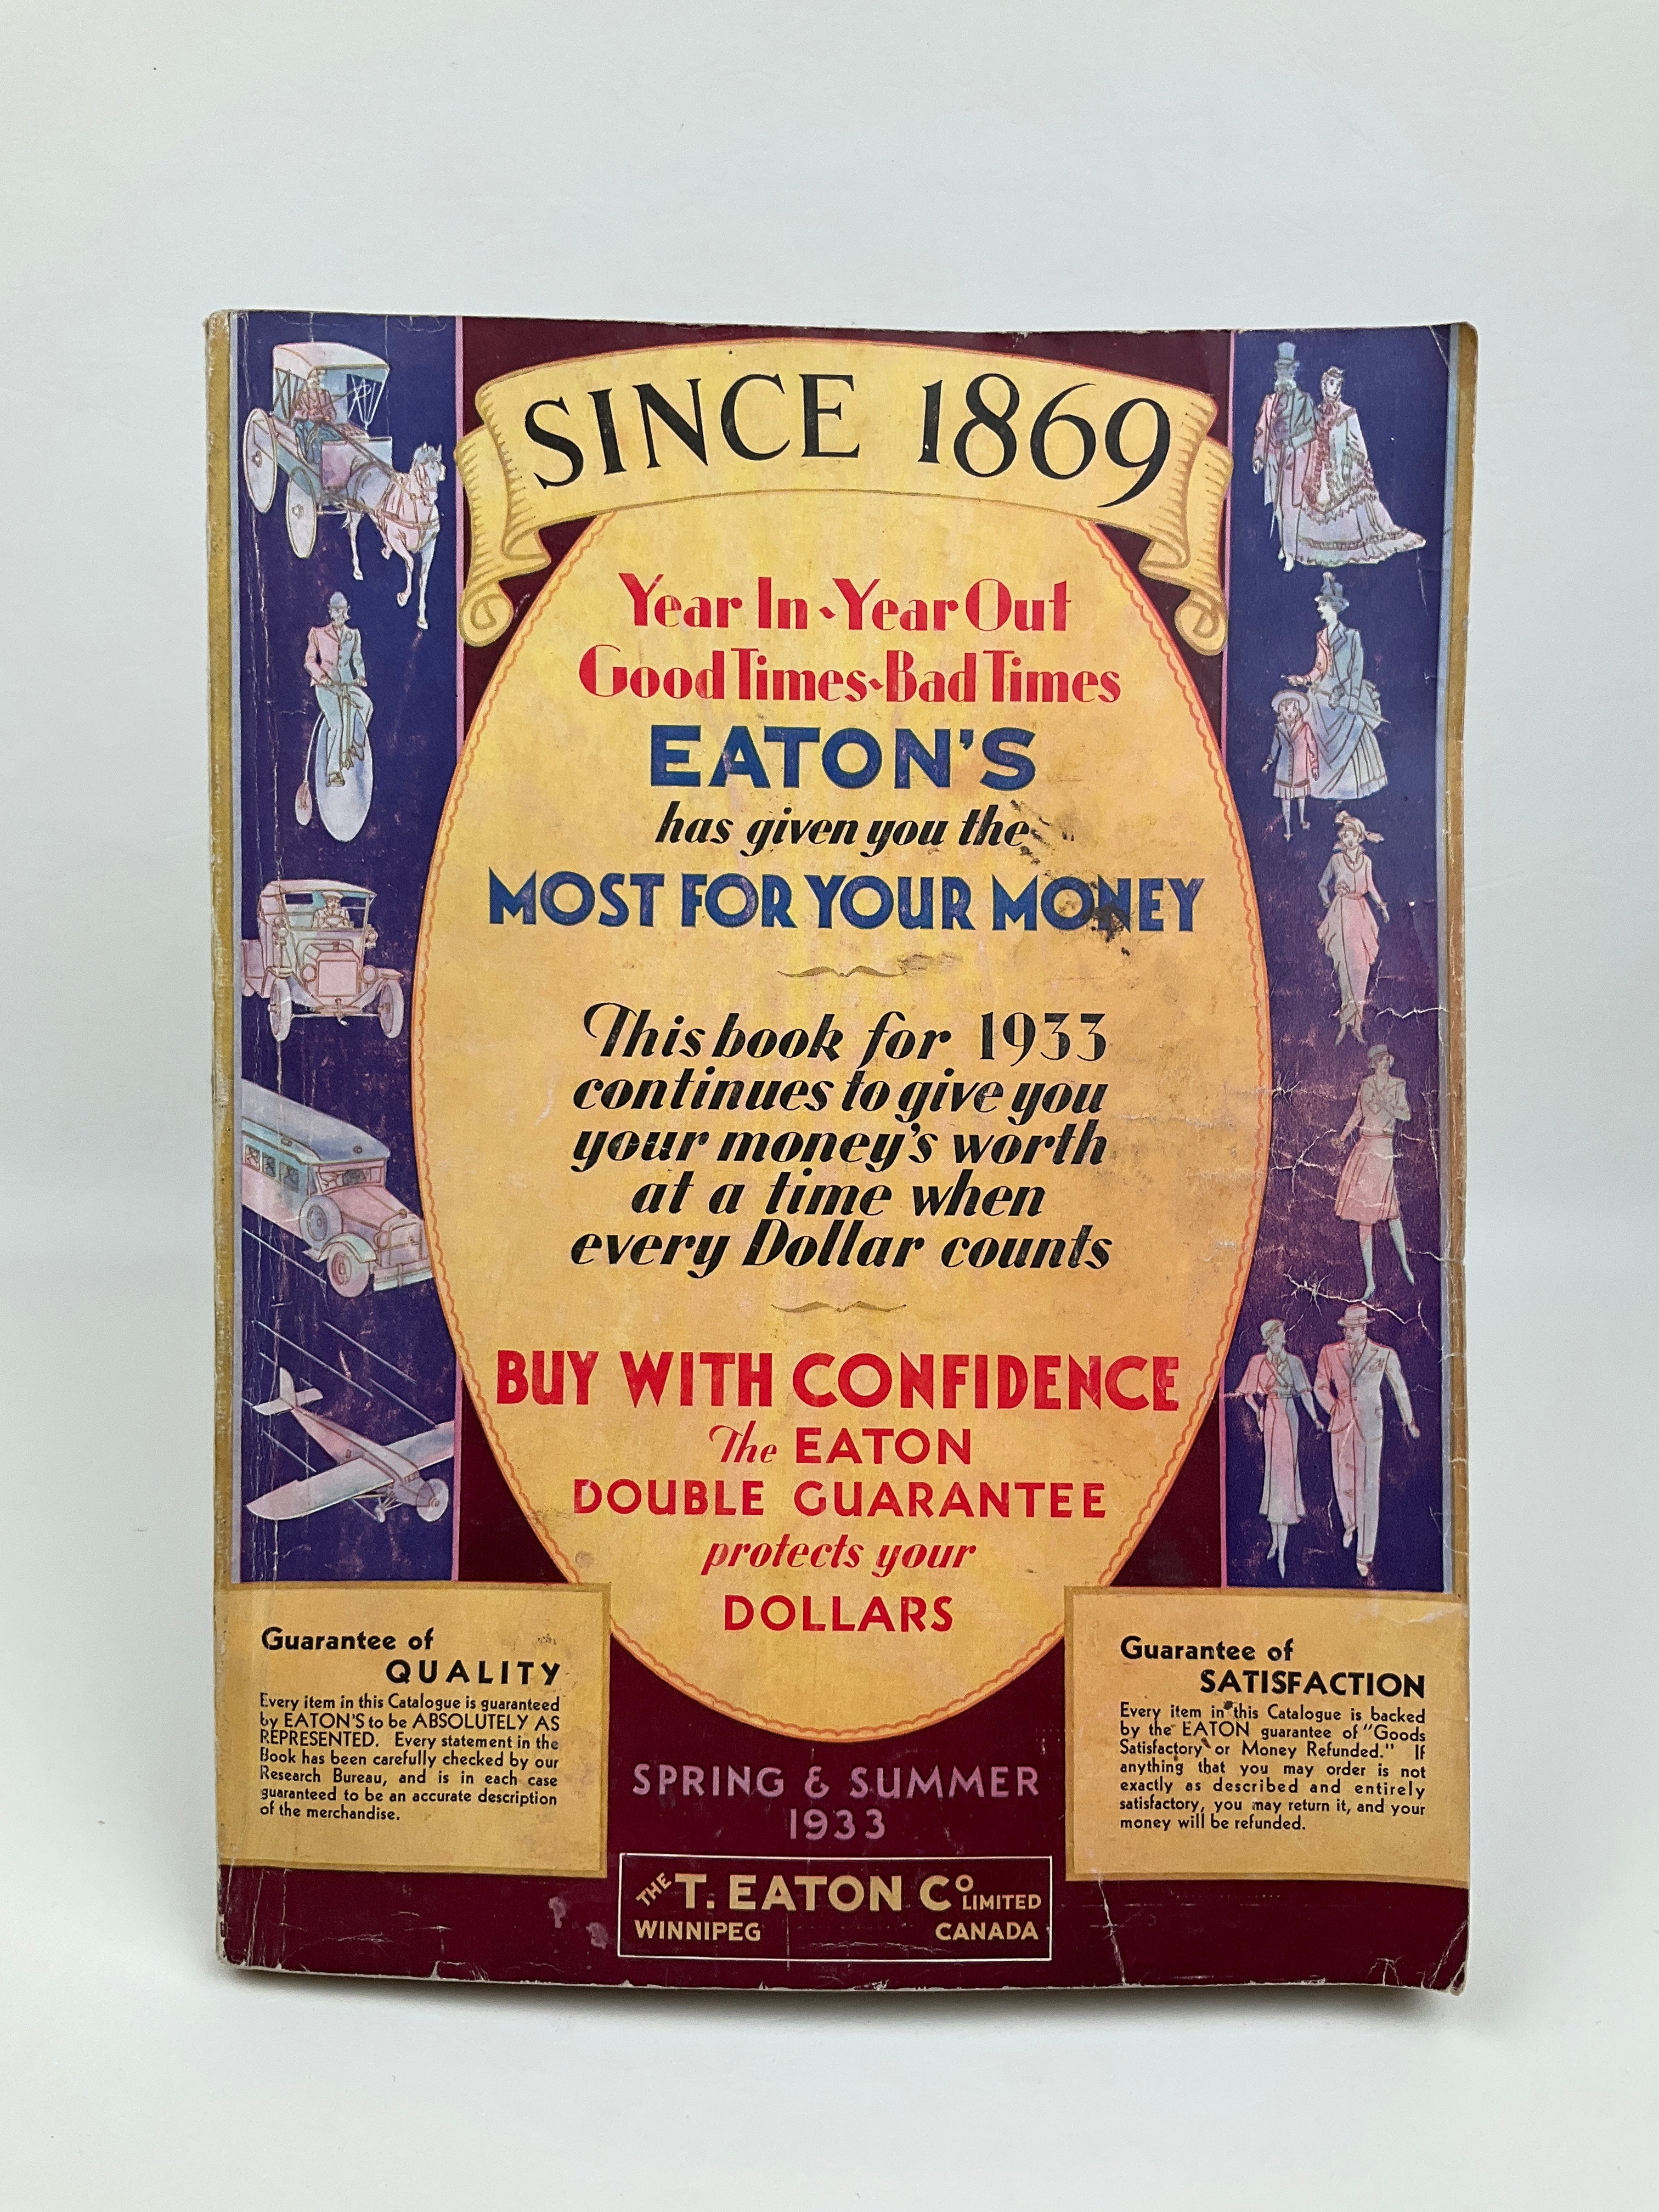 SINCE 1869
Year In - Year Out
Good Times - Bad Times
EATON'S
has given you the
MOST FOR YOUR MONEY
This book for 1933
continues to give you
your money's worth
at a time when
every Dollar counts
BUY WITH CONFIDENCE
The EATON
DOUBLE GUARANTEE
protects your
DOLLARS
Guarantee of
QUALITY
Every item in this Catalogue is guaranteed
by EATON'S to be ABSOLUTELY AS
REPRESENTED. Every statement in the
Book has been carefully checked by our
Research Bureau, and is in each case
guaranteed to be an accurate description
of the merchandise.
Guarantee of
SATISFACTION
Every item in this Catalogue is backed
by the EATON guarantee of "Goods
Satisfactory or Money Refunded." If
anything that you may order is not
exactly as described and entirely
satisfactory, you may return it, and your
money will be refunded.
SPRING & SUMMER
1933
THE T. EATON Co LIMITED
WINNIPEG CANADA